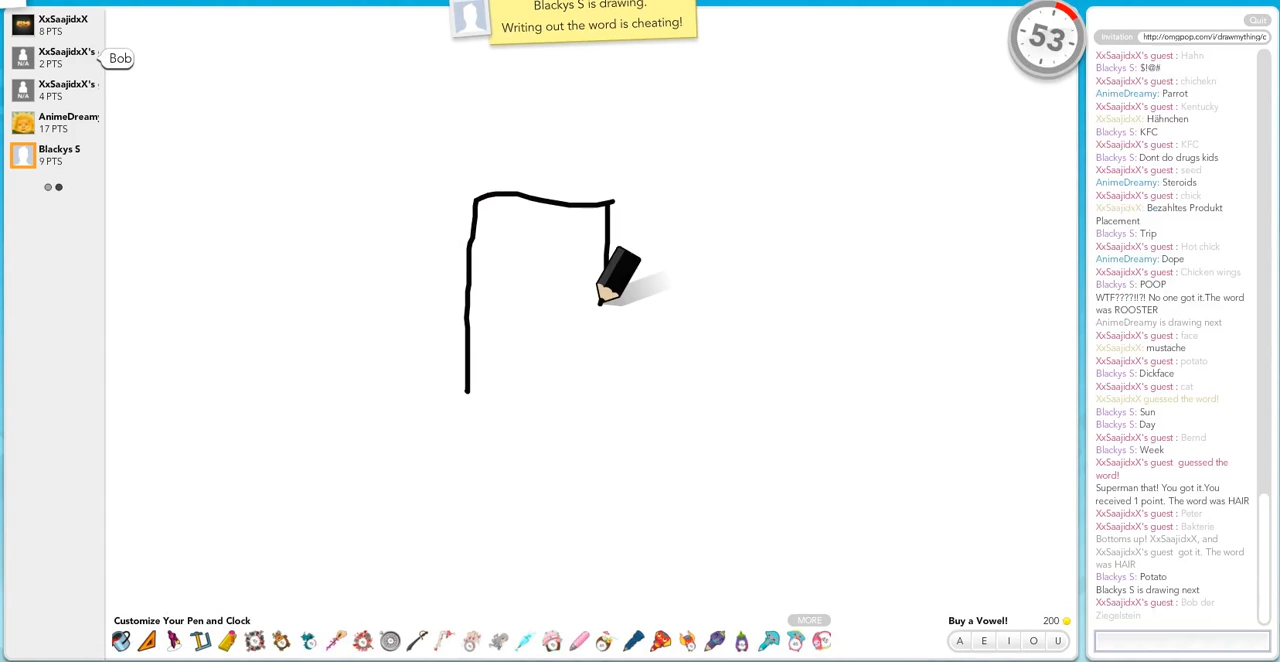 Blackys S is drawing.
Writing out the word is cheating!
53
XxSaajidxX
8 PTS
XxSaajidxX's
2 PTS
Bob
XxSaajidxX's
4 PTS
AnimeDreamy
17 PTS
Blackys S
9 PTS
N/A
N/A
Quit
Invitation
http://omgpop.com/i/drawmything/c
XxSaajidxX's guest : Hahn
Blackys S: $!@#
XxSaajidxX's guest : chichekn
AnimeDreamy: Parrot
XxSaajidxX's guest : Kentucky
XxSaajidxX: Hähnchen
Blackys S: KFC
XxSaajidxX's guest : KFC
Blackys S: Dont do drugs kids
XxSaajidxX's guest : seed
AnimeDreamy: Steroids
XxSaajidxX's guest : chick
XxSaajidxX: Bezahltes Produkt
Placement
Blackys S: Trip
XxSaajidxX's guest : Hot chick
AnimeDreamy: Dope
XxSaajidxX's guest : Chicken wings
Blackys S: POOP
WTF????!!?! No one got it.The word
was ROOSTER
AnimeDreamy is drawing next
XxSaajidxX's guest : face
XxSaajidxX: mustache
XxSaajidxX's guest : potato
Blackys S: Dickface
XxSaajidxX's guest : cat
XxSaajidxX guessed the word!
Blackys S: Sun
Blackys S: Day
XxSaajidxX's guest : Bernd
Blackys S: Week
XxSaajidxX's guest guessed the
word!
Superman that! You got it.You
received 1 point. The word was HAIR
XxSaajidxX's guest : Peter
XxSaajidxX's guest : Bakterie
Bottoms up! XxSaajidxX, and
XxSaajidxX's guest got it. The word
was HAIR
Blackys S: Potato
Blackys S is drawing next
XxSaajidxX's guest : Bob der
Ziegelstein
Customize Your Pen and Clock
MORE
Buy a Vowel!
200
A E I O U